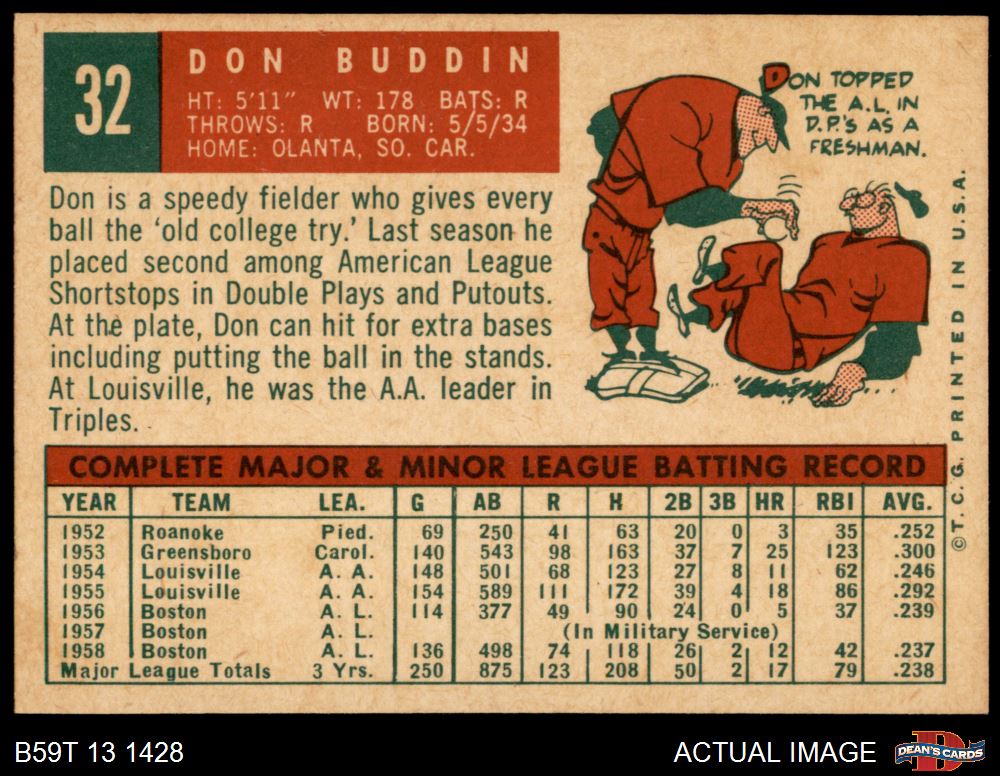 32
DON BUDDIN
HT: 5'11" WT: 178 BATS: R
THROWS: R BORN: 5/5/34
HOME: OLANTA, SO. CAR.
DON TOPPED
THE A.L. IN
D.P.'S AS A
FRESHMAN.
Don is a speedy fielder who gives every
ball the 'old college try.' Last season he
placed second among American League
Shortstops in Double Plays and Putouts.
At the plate, Don can hit for extra bases
including putting the ball in the stands.
At Louisville, he was the A.A. leader in
Triples.
©T.C.G. PRINTED IN U.S.A.
COMPLETE MAJOR & MINOR LEAGUE BATTING RECORD
YEAR TEAM LEA. G AB R H 2B 3B HR RBI AVG.
1952 Roanoke Pied. 69 250 41 63 20 0 3 35 .252
1953 Greensboro Carol. 140 543 98 163 37 7 25 123 .300
1954 Louisville A. A. 148 501 68 123 27 8 11 62 .246
1955 Louisville A. A. 154 589 111 172 39 4 18 86 .292
1956 Boston A. L. 114 377 49 90 24 0 5 37 .239
1957 Boston A. L. (In Military Service)
1958 Boston A. L. 136 498 74 118 26 2 12 42 .237
Major League Totals 3 Yrs. 250 875 123 208 50 2 17 79 .238
B59T 13 1428
ACTUAL IMAGE
D
DEAN'S CARDS